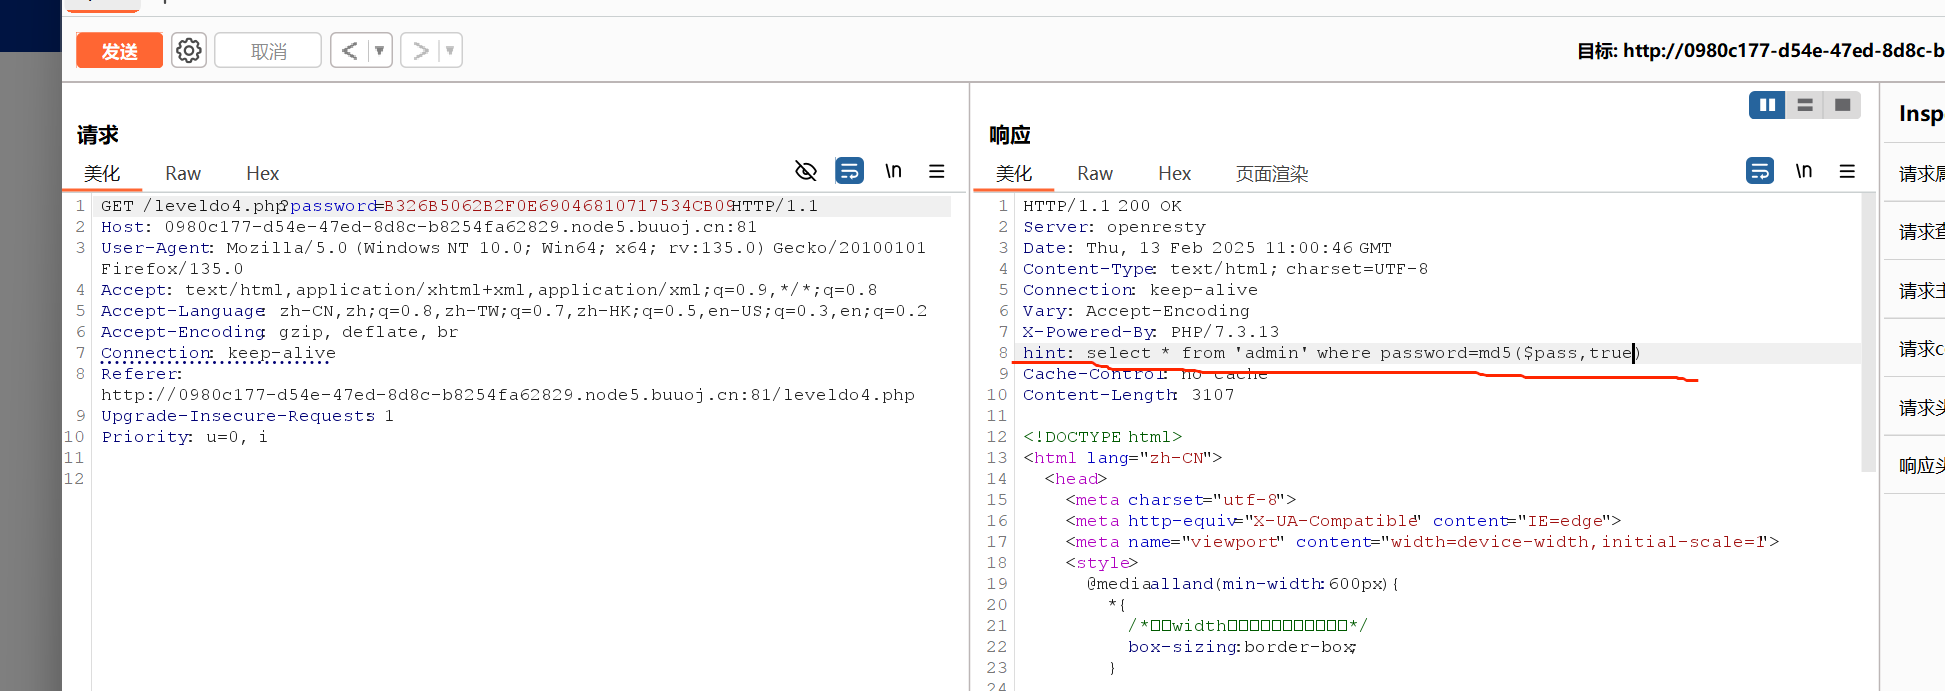 发送
取消
< ▼
> ▼
目标: http://0980c177-d54e-47ed-8d8c-b
请求
美化 Raw Hex
\n
1 GET /leveldo4.php?password=B326B5062B2F0E69046810717534CB09 HTTP/1.1
2 Host: 0980c177-d54e-47ed-8d8c-b8254fa62829.node5.buuoj.cn:81
3 User-Agent: Mozilla/5.0 (Windows NT 10.0; Win64; x64; rv:135.0) Gecko/20100101
Firefox/135.0
4 Accept: text/html,application/xhtml+xml,application/xml;q=0.9,*/*;q=0.8
5 Accept-Language: zh-CN,zh;q=0.8,zh-TW;q=0.7,zh-HK;q=0.5,en-US;q=0.3,en;q=0.2
6 Accept-Encoding: gzip, deflate, br
7 Connection: keep-alive
8 Referer:
http://0980c177-d54e-47ed-8d8c-b8254fa62829.node5.buuoj.cn:81/leveldo4.php
9 Upgrade-Insecure-Requests: 1
10 Priority: u=0, i
11
12
响应
美化 Raw Hex 页面渲染
\n
1 HTTP/1.1 200 OK
2 Server: openresty
3 Date: Thu, 13 Feb 2025 11:00:46 GMT
4 Content-Type: text/html; charset=UTF-8
5 Connection: keep-alive
6 Vary: Accept-Encoding
7 X-Powered-By: PHP/7.3.13
8 hint: select * from 'admin' where password=md5($pass,true)
9 Cache-Control: no cache
10 Content-Length: 3107
11
12 <!DOCTYPE html>
13 <html lang="zh-CN">
14 <head>
15 <meta charset="utf-8">
16 <meta http-equiv="X-UA-Compatible" content="IE=edge">
17 <meta name="viewport" content="width=device-width,initial-scale=1">
18 <style>
19 @mediaalland(min-width:600px){
20 *{
21 /*□□width□□□□□□□□□□□*/
22 box-sizing:border-box;
23 }
24
Insp
请求属
请求查
请求主
请求c
请求头
响应头